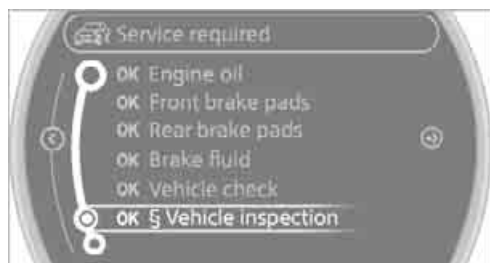 Service required
OK Engine oil
OK Front brake pads
OK Rear brake pads
OK Brake fluid
OK Vehicle check
OK § Vehicle inspection